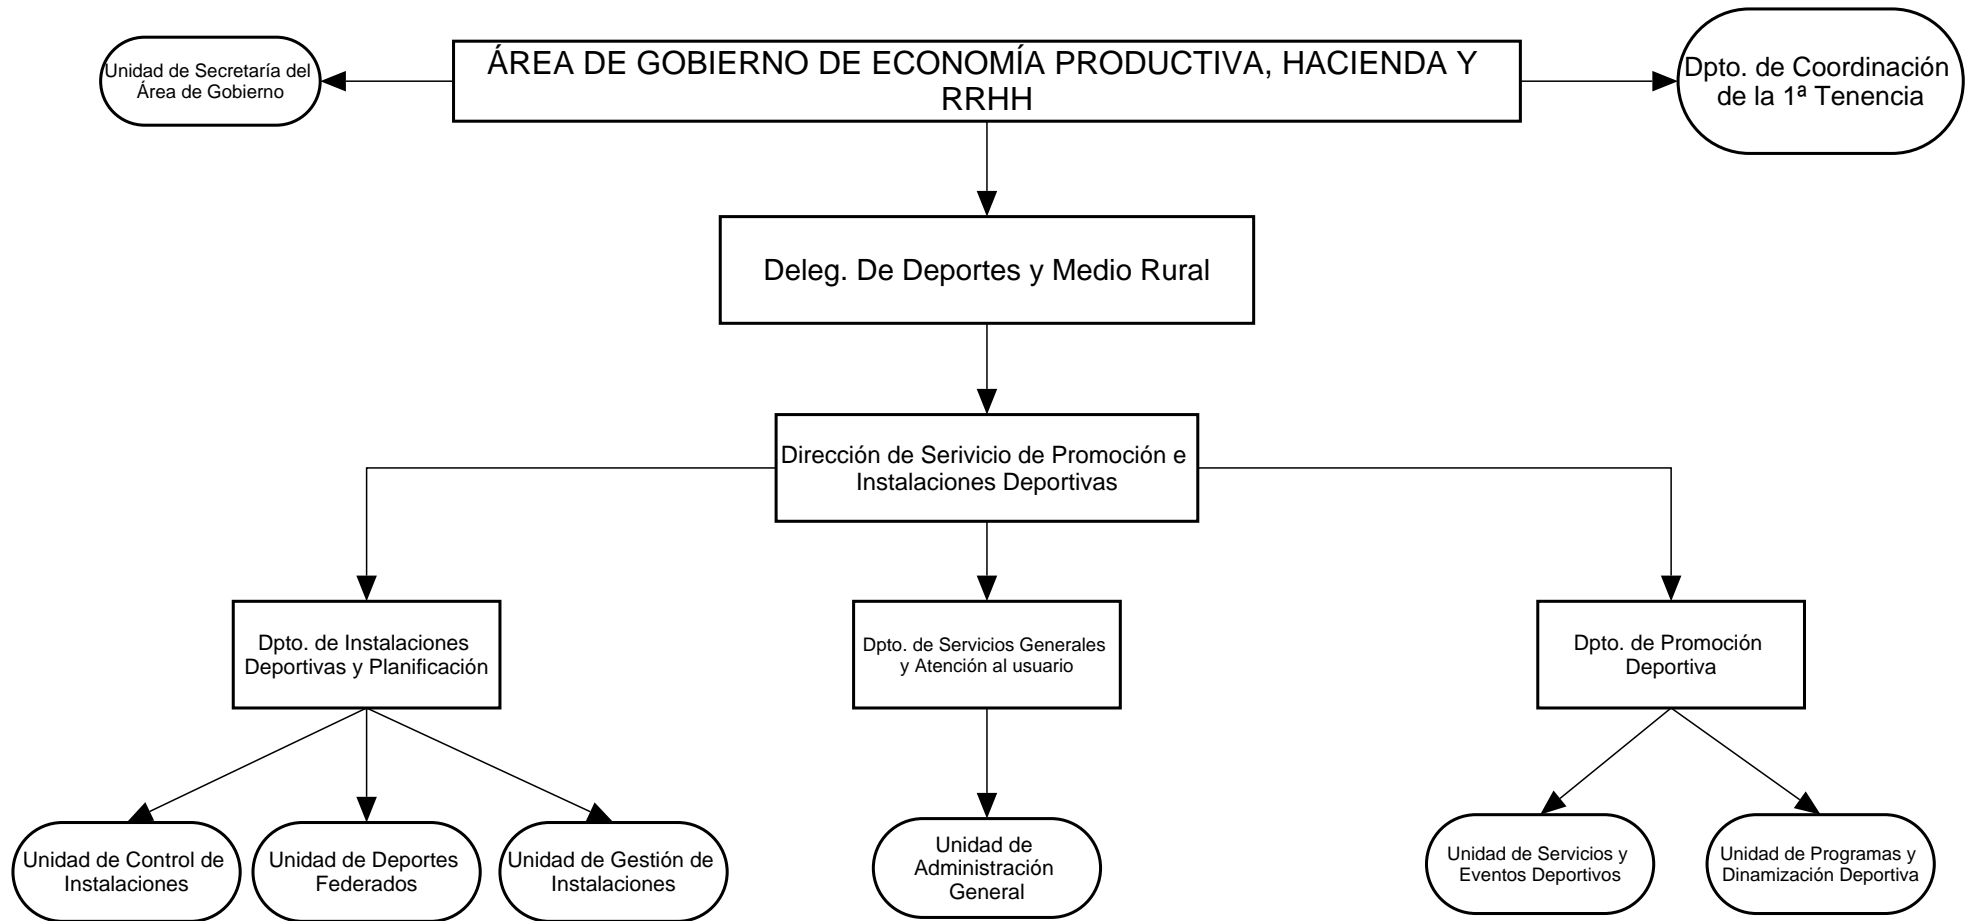 Unidad de Secretaría del
Área de Gobierno
ÁREA DE GOBIERNO DE ECONOMÍA PRODUCTIVA, HACIENDA Y
RRHH
Dpto. de Coordinación
de la 1ª Tenencia
Deleg. De Deportes y Medio Rural
Dirección de Serivicio de Promoción e
Instalaciones Deportivas
Dpto. de Instalaciones
Deportivas y Planificación
Dpto. de Servicios Generales
y Atención al usuario
Dpto. de Promoción
Deportiva
Unidad de Control de
Instalaciones
Unidad de Deportes
Federados
Unidad de Gestión de
Instalaciones
Unidad de
Administración
General
Unidad de Servicios y
Eventos Deportivos
Unidad de Programas y
Dinamización Deportiva